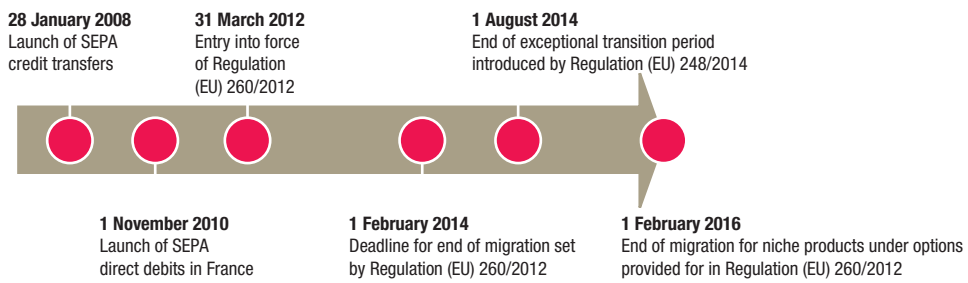 28 January 2008
Launch of SEPA
credit transfers
31 March 2012
Entry into force
of Regulation
(EU) 260/2012
1 August 2014
End of exceptional transition period
introduced by Regulation (EU) 248/2014
1 November 2010
Launch of SEPA
direct debits in France
1 February 2014
Deadline for end of migration set
by Regulation (EU) 260/2012
1 February 2016
End of migration for niche products under options
provided for in Regulation (EU) 260/2012